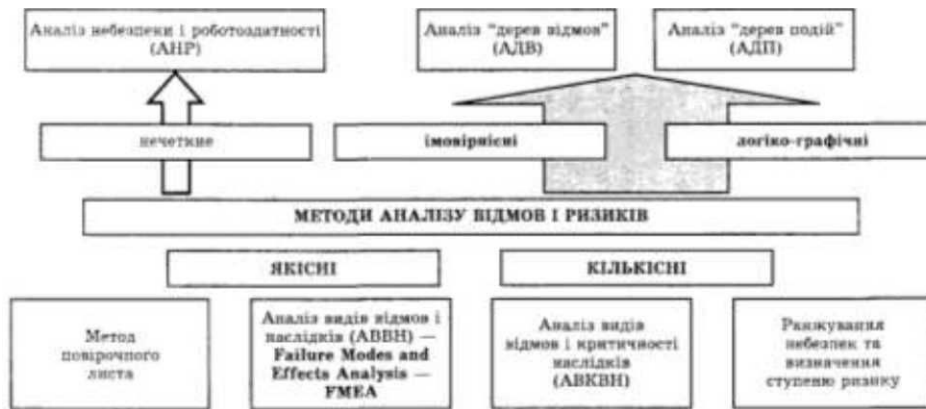 Аналіз небезпеки і роботоздатності
(АНР)
Аналіз “дерев відмов”
(АДВ)
Аналіз “дерев подій”
(АДП)
нечеткие
імовірнісні
логіко-графічні
МЕТОДИ АНАЛІЗУ ВІДМОВ І РИЗИКІВ
ЯКІСНІ
КІЛЬКІСНІ
Метод
повірочного
листа
Аналіз видів відмов і
наслідків (АВВН) —
Failure Modes and
Effects Analysis —
FMEA
Аналіз видів
відмов і критичності
наслідків
(АВКВН)
Ранжування
небезпек та
визначення
ступеню ризику